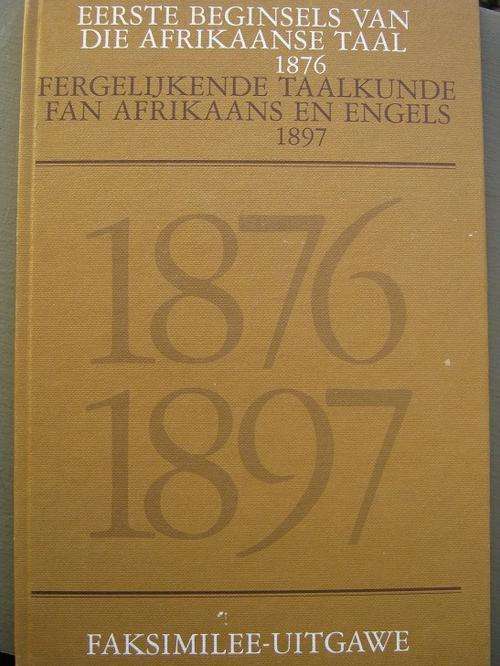 EERSTE BEGINSELS VAN
DIE AFRIKAANSE TAAL
1876
FERGELIJKENDE TAALKUNDE
FAN AFRIKAANS EN ENGELS
1897
1876
1897
FAKSIMILEE-UITGAWE